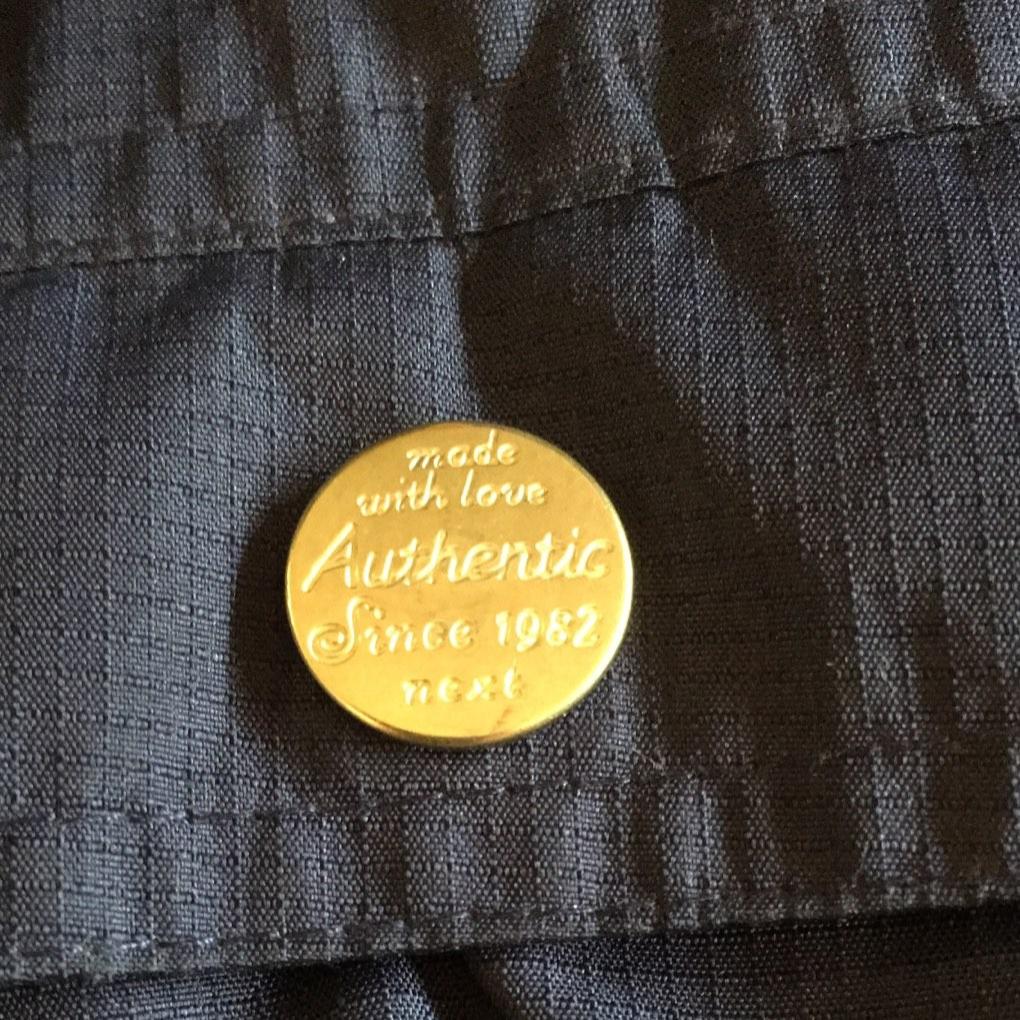 made
with love
Authentic
Since 1982
next